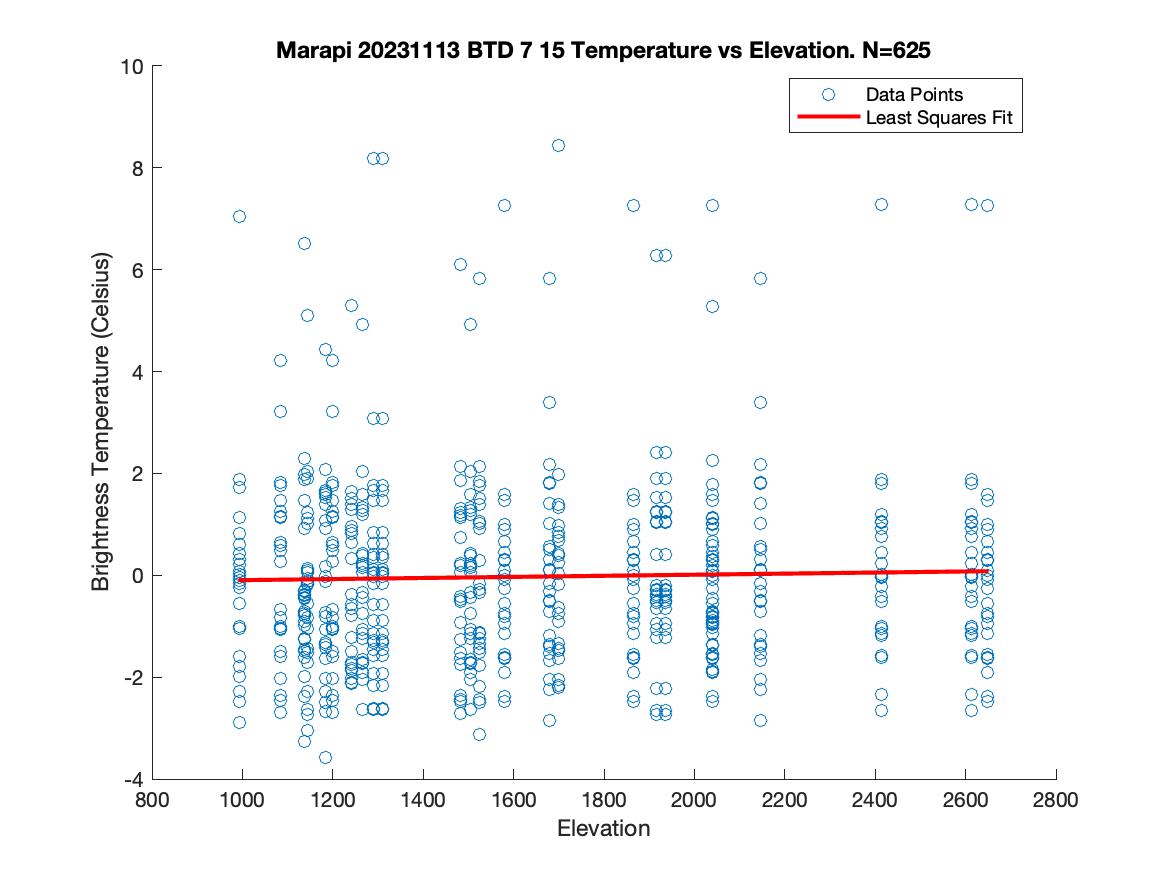 Marapi 20231113 BTD 7 15 Temperature vs Elevation. N=625
Data Points
Least Squares Fit
Brightness Temperature (Celsius)
10
8
6
4
2
0
-2
-4
800 1000 1200 1400 1600 1800 2000 2200 2400 2600 2800
Elevation